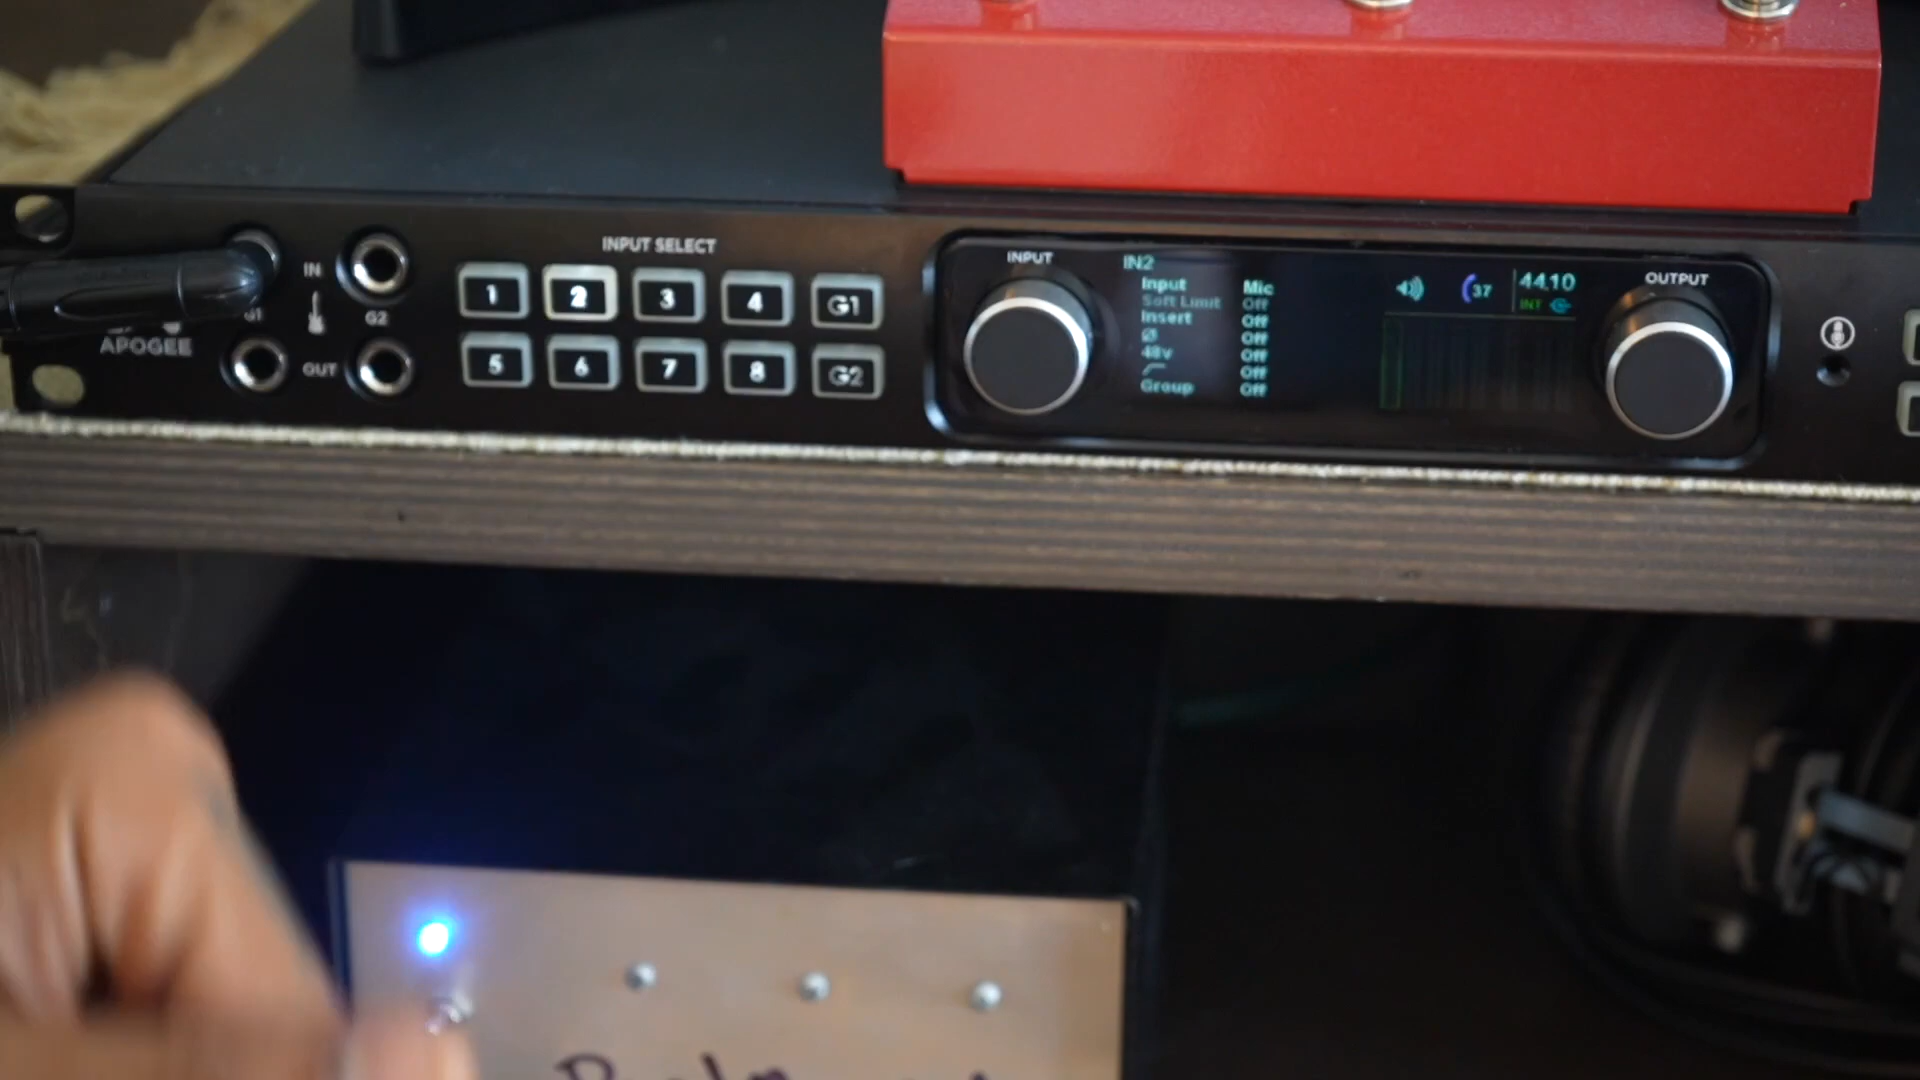 INPUT SELECT
1 2 3 4 G1
5 6 7 8 G2
IN
G1 G2
OUT
APOGEE
INPUT
IN2
Input Mic
Soft Limit Off
Insert Off
Ø Off
48v Off
Off
Group Off
37
44.10
INT
OUTPUT